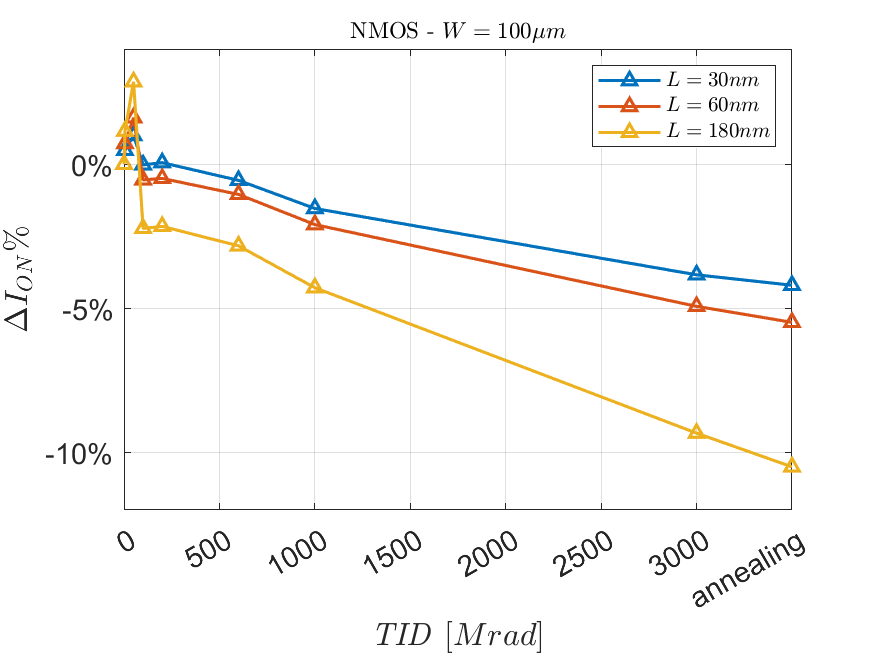 NMOS - W = 100μm
L = 30nm
L = 60nm
L = 180nm
0%
-5%
-10%
ΔI_ON%
0 500 1000 1500 2000 2500 3000 annealing
TID [Mrad]